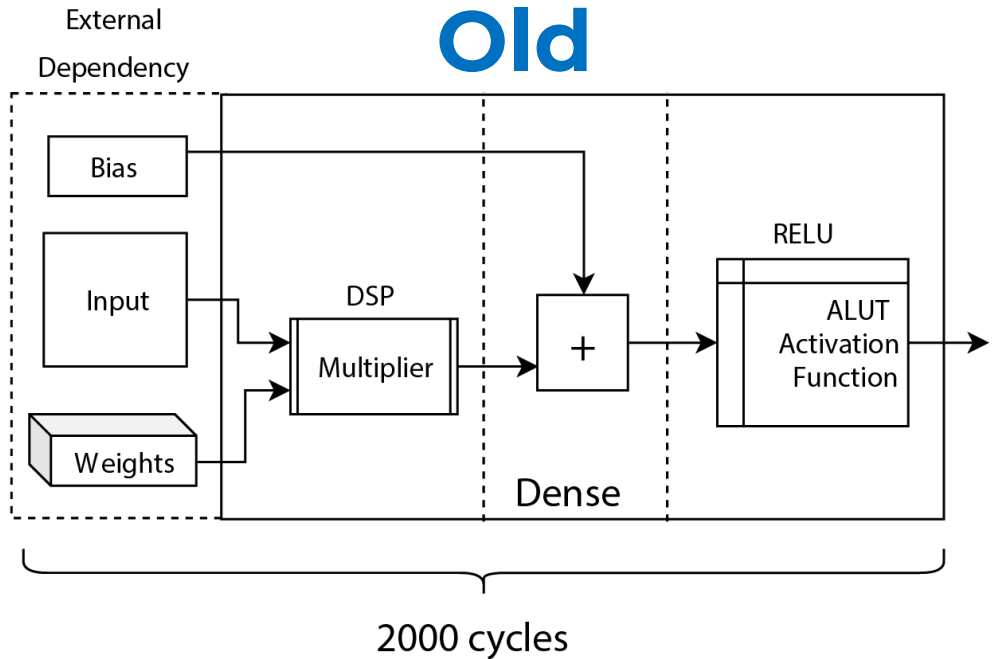 External
Dependency
Old
Bias
Input
Weights
DSP
Multiplier
+
Dense
RELU
ALUT
Activation
Function
2000 cycles